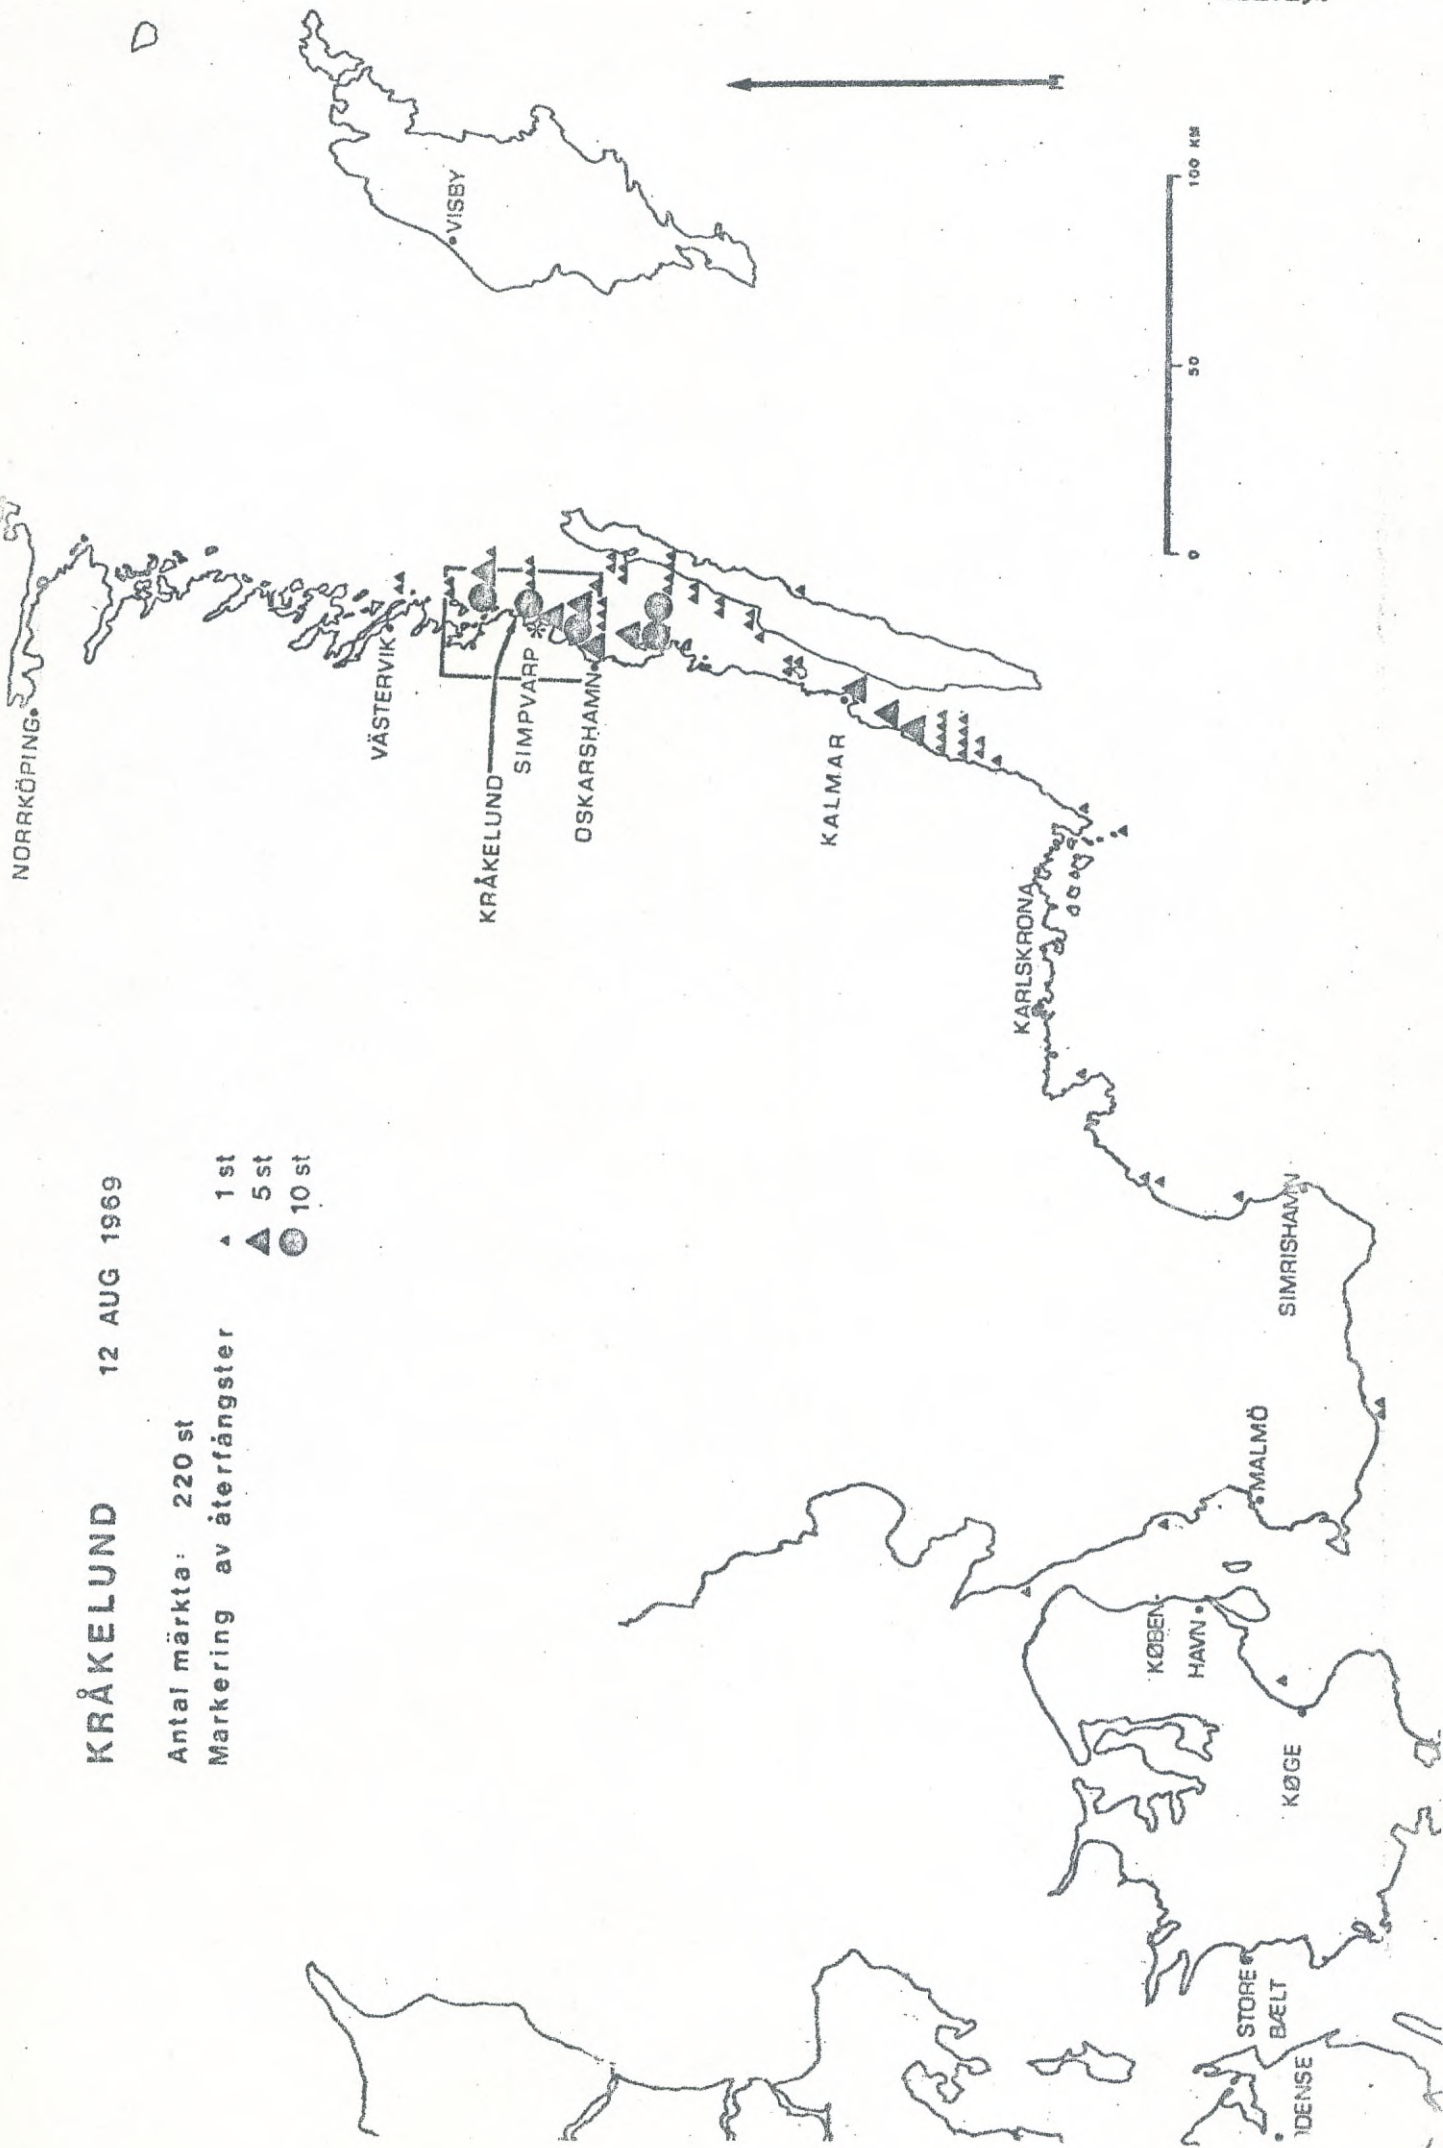 KRÅKELUND 12 AUG 1969
Antal märkta: 220 st
Markering av återfångster
1 st
5 st
10 st
NORRKÖPING
VÄSTERVIK
KRÅKELUND
SIMPVARP
OSKARSHAMN
VISBY
KALMAR
KARLSKRONA
SIMRISHAMN
MALMÖ
KØBEN
HAVN
KØGE
STORE
BÆLT
DENSE
0 50 100 KM